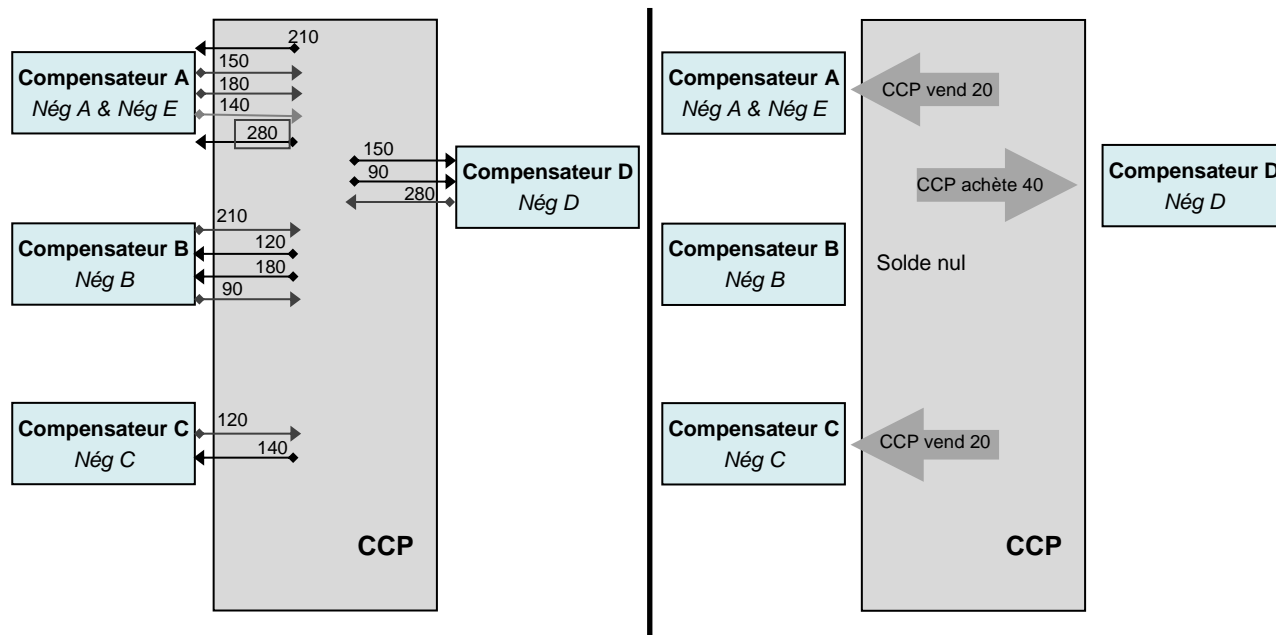 210
Compensateur A
Nég A & Nég E
150
180
140
280
150
90
280
Compensateur D
Nég D
210
Compensateur B
Nég B
120
180
90
Compensateur C
Nég C
120
140
CCP
Compensateur A
Nég A & Nég E
CCP vend 20
CCP achète 40
Compensateur D
Nég D
Compensateur B
Nég B
Solde nul
Compensateur C
Nég C
CCP vend 20
CCP